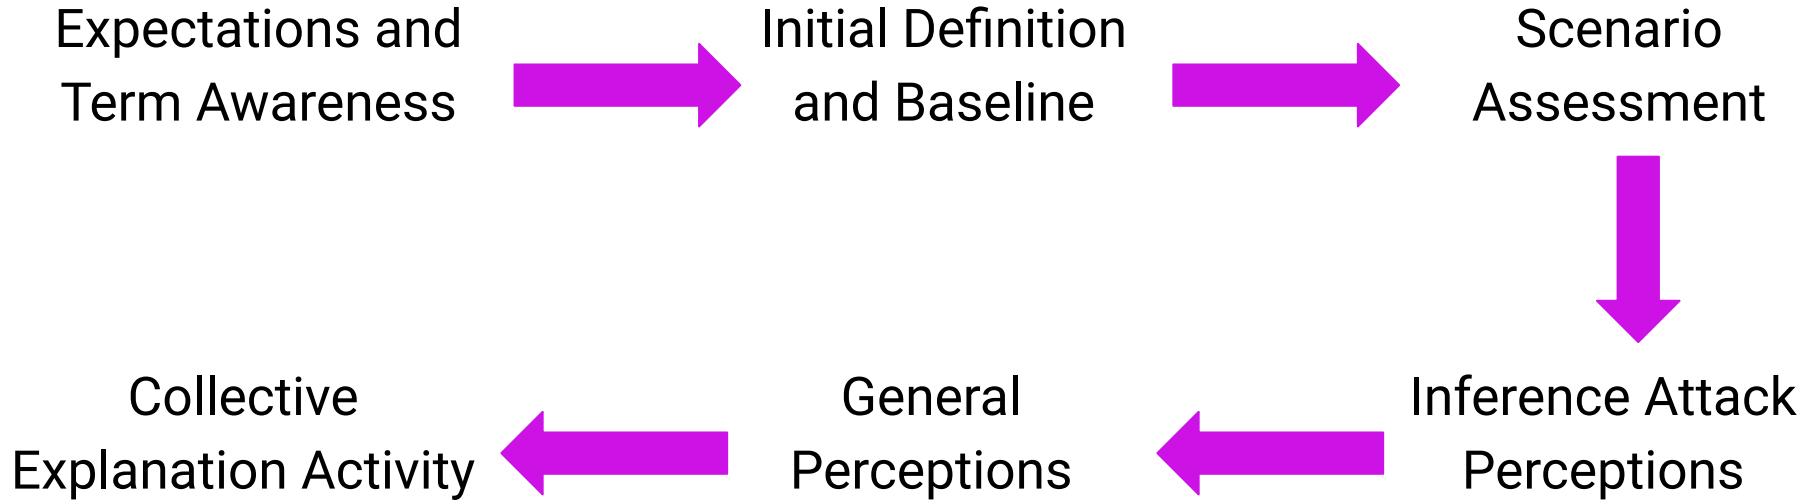 Expectations and
Term Awareness
Initial Definition
and Baseline
Scenario
Assessment
Inference Attack
Perceptions
General
Perceptions
Collective
Explanation Activity